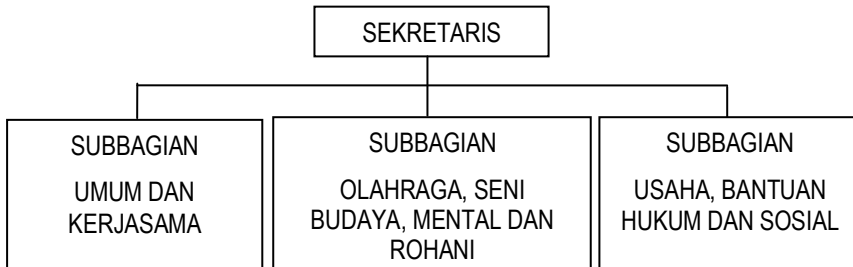 SEKRETARIS
SUBBAGIAN
UMUM DAN
KERJASAMA
SUBBAGIAN
OLAHRAGA, SENI
BUDAYA, MENTAL DAN
ROHANI
SUBBAGIAN
USAHA, BANTUAN
HUKUM DAN SOSIAL